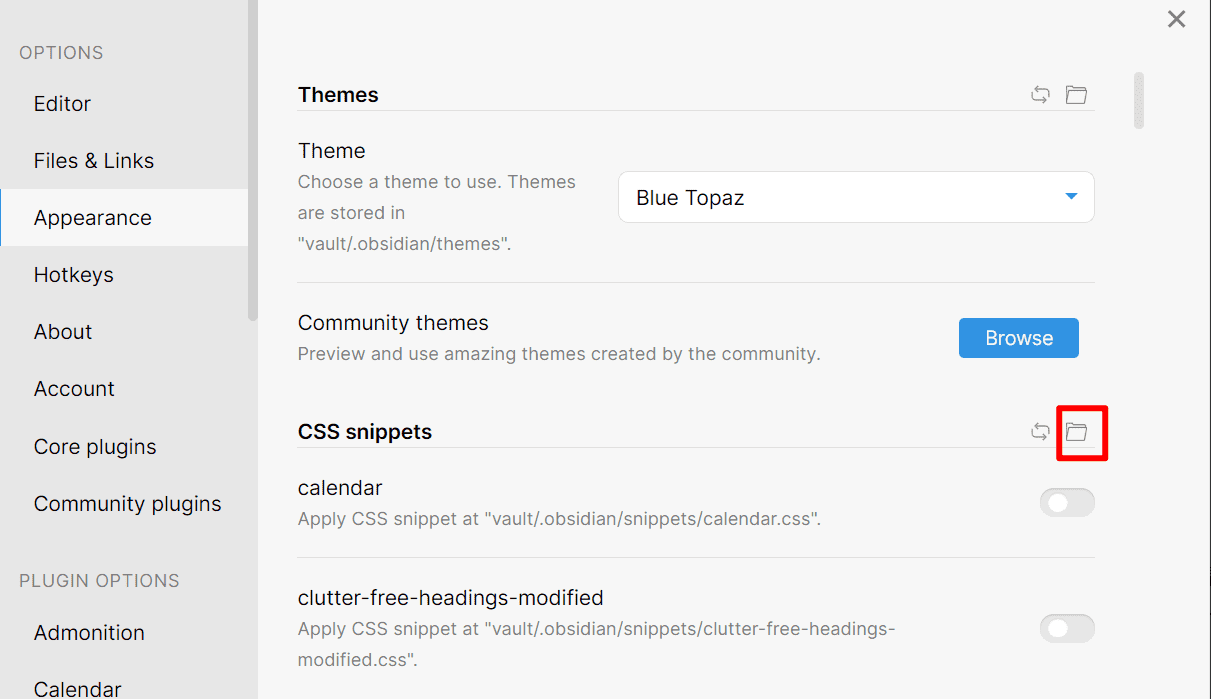 OPTIONS
Editor
Files & Links
Appearance
Hotkeys
About
Account
Core plugins
Community plugins
PLUGIN OPTIONS
Admonition
Calendar
Themes
Theme
Choose a theme to use. Themes
are stored in
"vault/.obsidian/themes".
Blue Topaz
Community themes
Preview and use amazing themes created by the community.
Browse
CSS snippets
calendar
Apply CSS snippet at "vault/.obsidian/snippets/calendar.css".
clutter-free-headings-modified
Apply CSS snippet at "vault/.obsidian/snippets/clutter-free-headings-
modified.css".